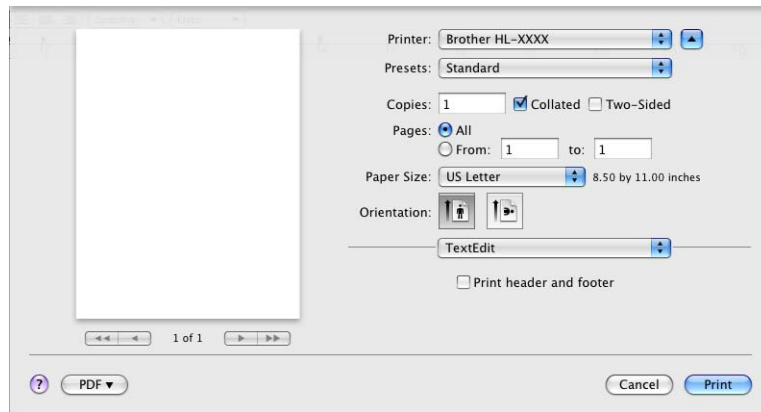 Printer: Brother HL-XXXX
Presets: Standard
Copies: 1 Collated Two-Sided
Pages: All
From: 1 to: 1
Paper Size: US Letter 8.50 by 11.00 inches
Orientation:
TextEdit
Print header and footer
1 of 1
? PDF Cancel Print